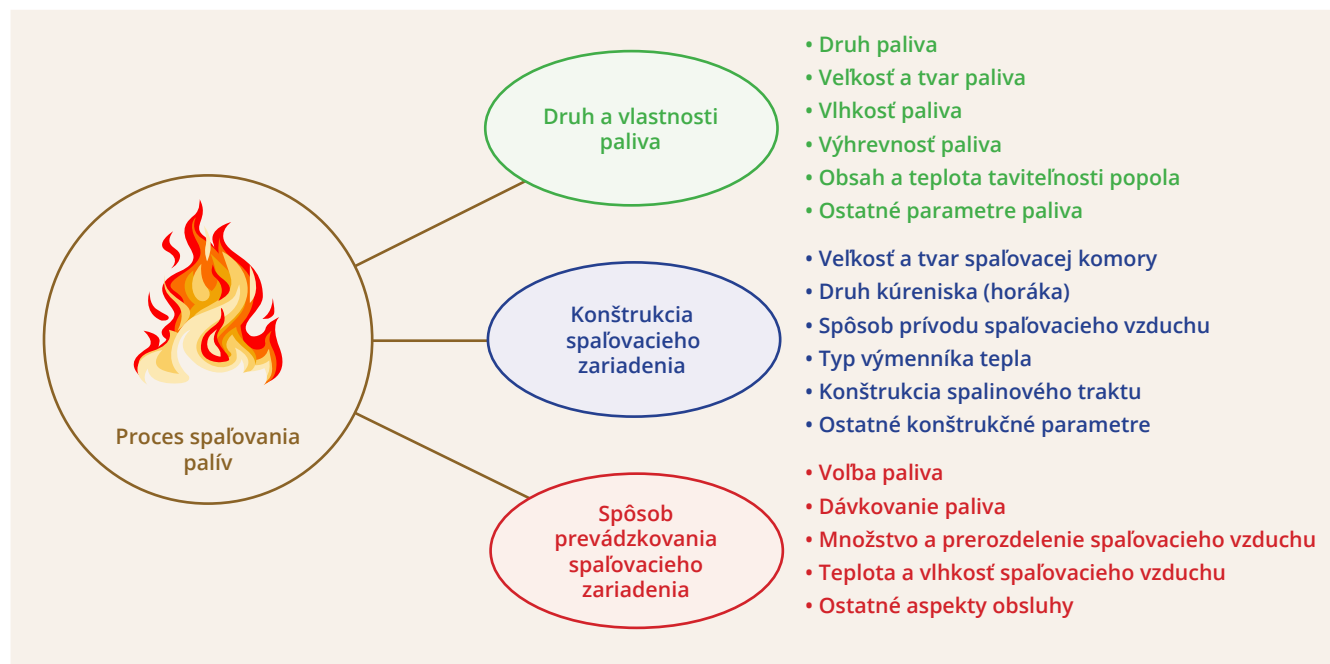 Proces spaľovania
palív
Druh a vlastnosti
paliva
• Druh paliva
• Veľkosť a tvar paliva
• Vlhkosť paliva
• Výhrevnosť paliva
• Obsah a teplota taviteľnosti popola
• Ostatné parametre paliva
Konštrukcia
spaľovacieho
zariadenia
• Veľkosť a tvar spaľovacej komory
• Druh kúreniska (horáka)
• Spôsob prívodu spaľovacieho vzduchu
• Typ výmenníka tepla
• Konštrukcia spalinového traktu
• Ostatné konštrukčné parametre
Spôsob
prevádzkovania
spaľovacieho
zariadenia
• Voľba paliva
• Dávkovanie paliva
• Množstvo a prerozdelenie spaľovacieho vzduchu
• Teplota a vlhkosť spaľovacieho vzduchu
• Ostatné aspekty obsluhy